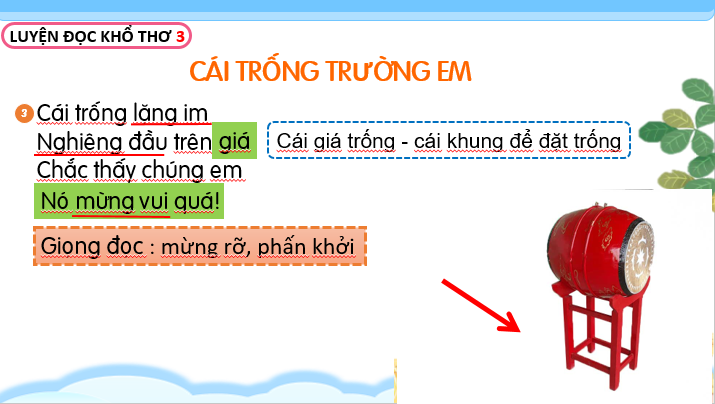 LUYỆN ĐỌC KHỔ THƠ 3
CÁI TRỐNG TRƯỜNG EM
3 Cái trống lặng im
Nghiêng đầu trên giá
Cái giá trống - cái khung để đặt trống
Chắc thấy chúng em
Nó mừng vui quá!
Giọng đọc : mừng rỡ, phấn khởi